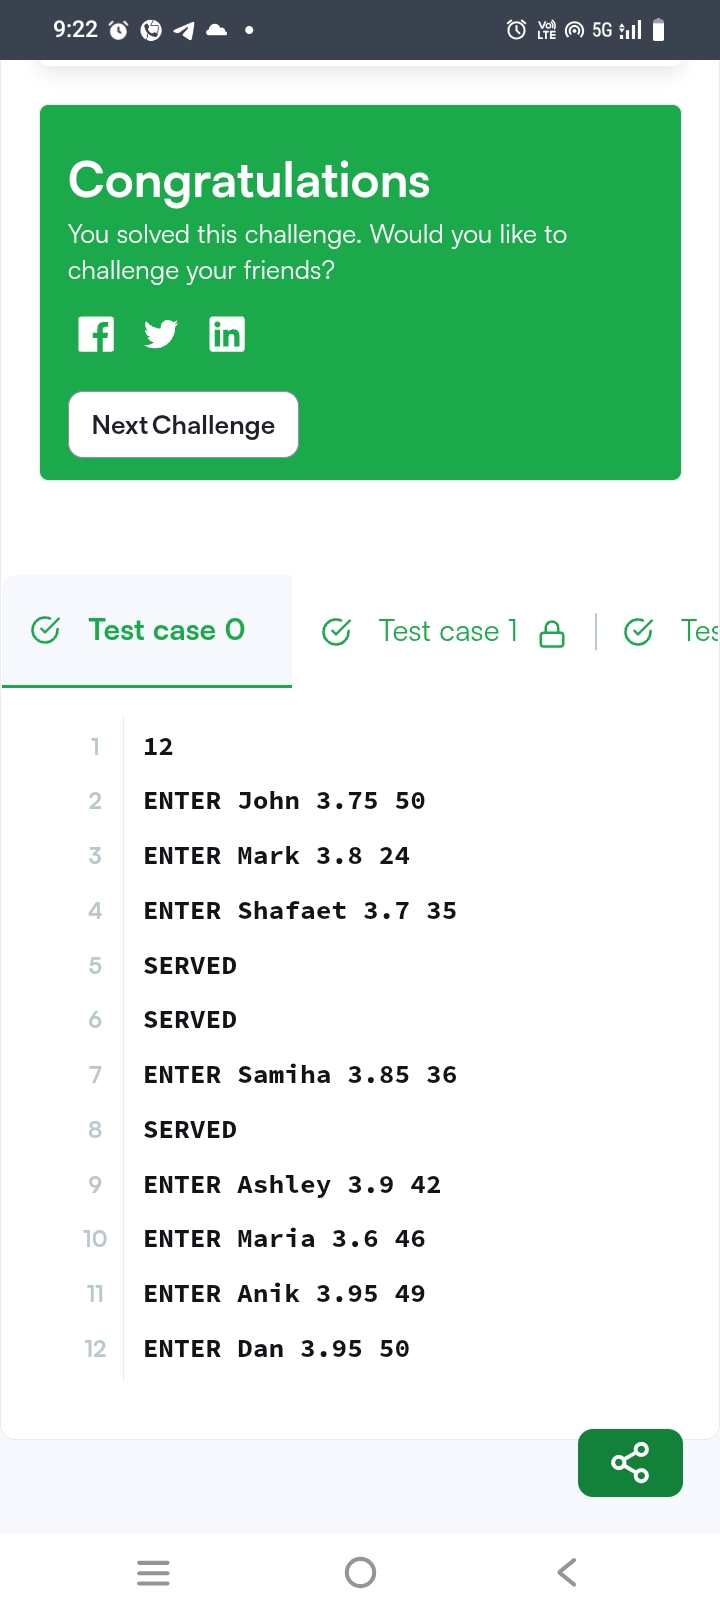 9:22
Vo) LTE 5G
Congratulations
You solved this challenge. Would you like to
challenge your friends?
Next Challenge
Test case 0 Test case 1 Tes
1 12
2 ENTER John 3.75 50
3 ENTER Mark 3.8 24
4 ENTER Shafaet 3.7 35
5 SERVED
6 SERVED
7 ENTER Samiha 3.85 36
8 SERVED
9 ENTER Ashley 3.9 42
10 ENTER Maria 3.6 46
11 ENTER Anik 3.95 49
12 ENTER Dan 3.95 50